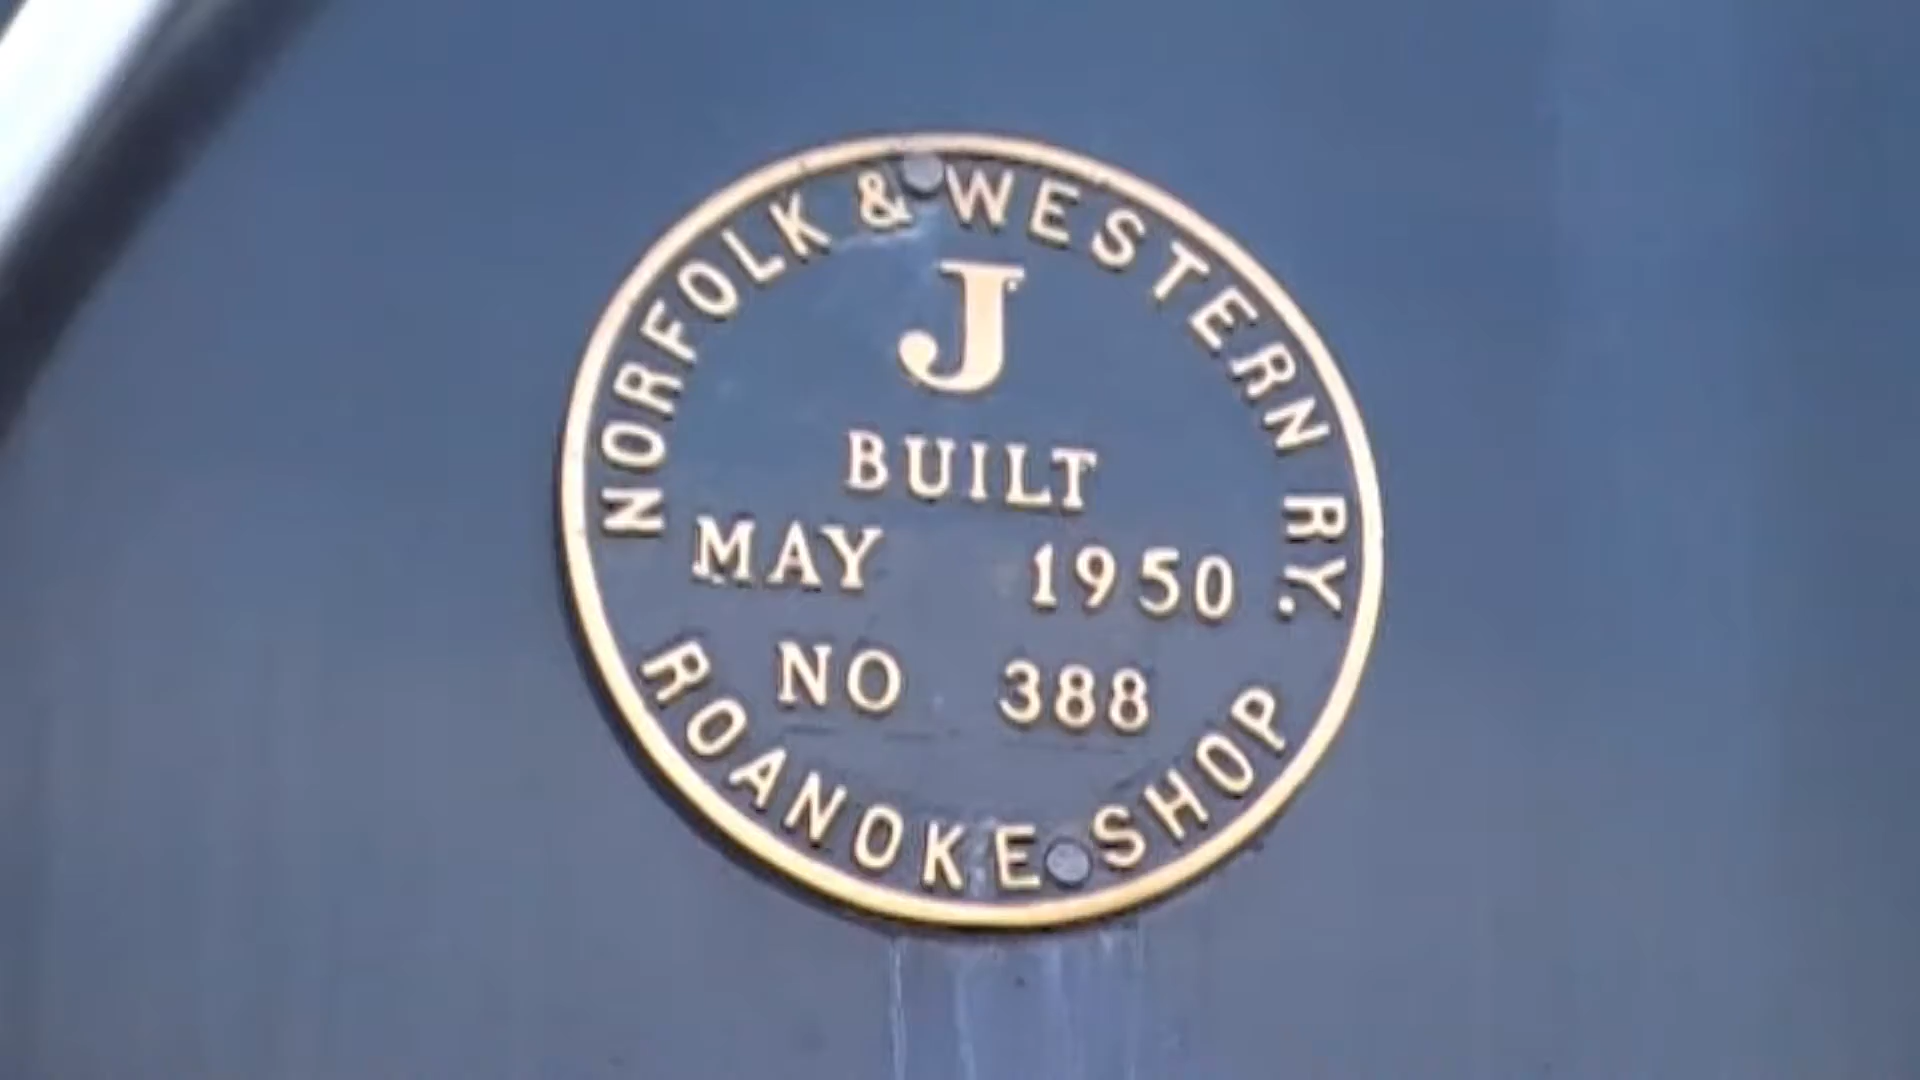 NORFOLK & WESTERN RY.
J
BUILT
MAY 1950
NO 388
ROANOKE SHOP